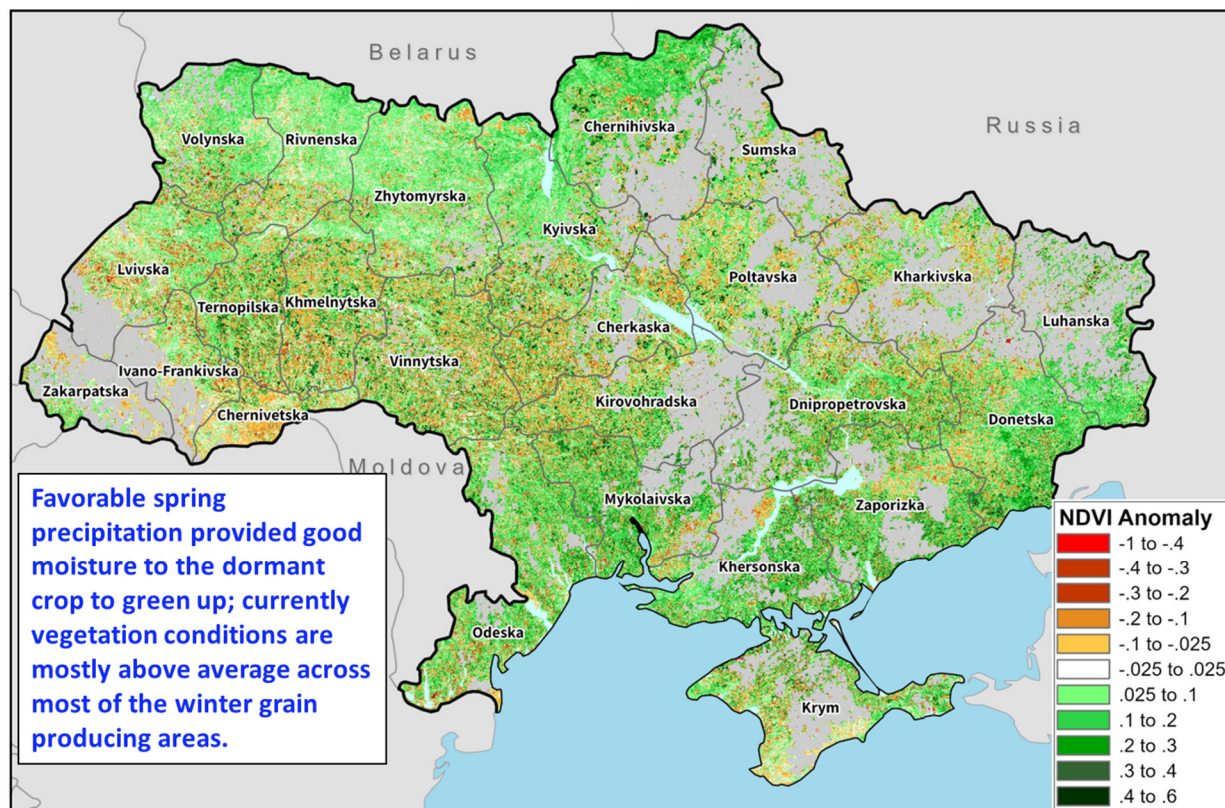 Belarus
Russia
Volynska
Rivnenska
Chernihivska
Sumska
Zhytomyrska
Kyivska
Lvivska
Ternopilska
Khmelnytska
Poltavska
Kharkivska
Cherkaska
Luhanska
Vinnytska
Ivano-Frankivska
Zakarpatska
Chernivetska
Kirovohradska
Dnipropetrovska
Donetska
Moldova
Mykolaivska
Zaporizka
Khersonska
Odeska
Krym
Favorable spring
precipitation provided good
moisture to the dormant
crop to green up; currently
vegetation conditions are
mostly above average across
most of the winter grain
producing areas.
NDVI Anomaly
-1 to -.4
-.4 to -.3
-.3 to -.2
-.2 to -.1
-.1 to -.025
-.025 to .025
.025 to .1
.1 to .2
.2 to .3
.3 to .4
.4 to .6